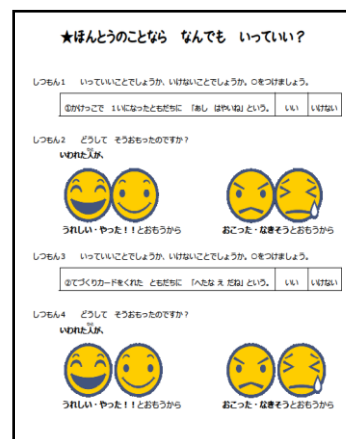 ★ほんとうのことなら なんでも いっていい？
しつもん1 いっていいことでしょうか、いけないことでしょうか。○をつけましょう。
①かけっこで 1いになったともだちに 「あし はやいね」という。 いい いけない
しつもん2 どうして そうおもったのですか？
いわれた人が、
うれしい・やった！！とおもうから おこった・なきそうとおもうから
しつもん3 いっていいことでしょうか、いけないことでしょうか。○をつけましょう。
②てづくりカードをくれた ともだちに 「へたな え だね」という。 いい いけない
しつもん4 どうして そうおもったのですか？
いわれた人が、
うれしい・やった！！とおもうから おこった・なきそうとおもうから